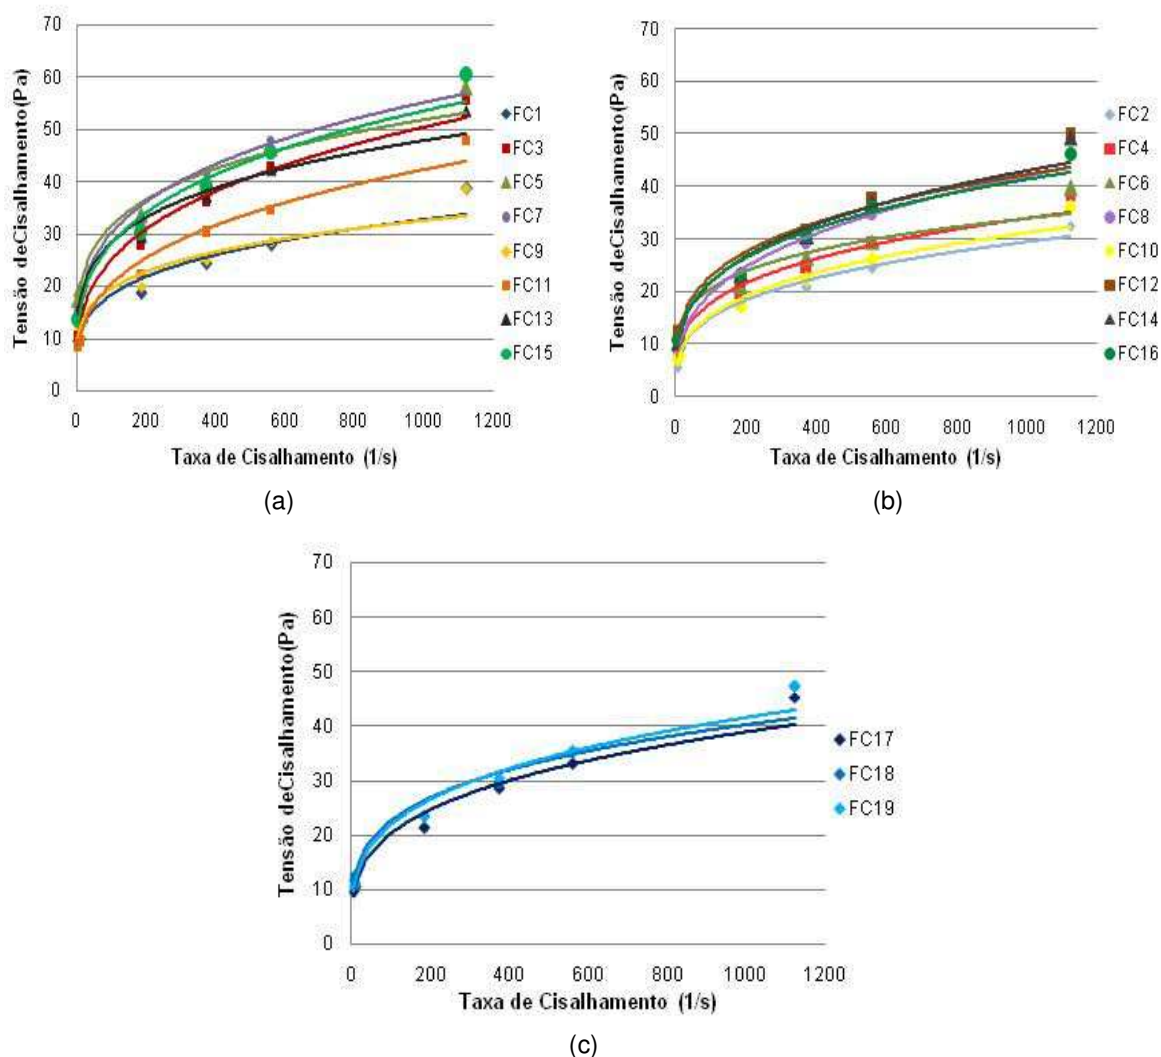 70
60
50
40
30
20
10
0
Tensão deCisalhamento(Pa)
0 200 400 600 800 1000 1200
Taxa de Cisalhamento (1/s)
FC1
FC3
FC5
FC7
FC9
FC11
FC13
FC15
(a)
70
60
50
40
30
20
10
0
Tensão deCisalhamento(Pa)
0 200 400 600 800 1000 1200
Taxa de Cisalhamento (1/s)
FC2
FC4
FC6
FC8
FC10
FC12
FC14
FC16
(b)
70
60
50
40
30
20
10
0
Tensão deCisalhamento(Pa)
0 200 400 600 800 1000 1200
Taxa de Cisalhamento (1/s)
FC17
FC18
FC19
(c)